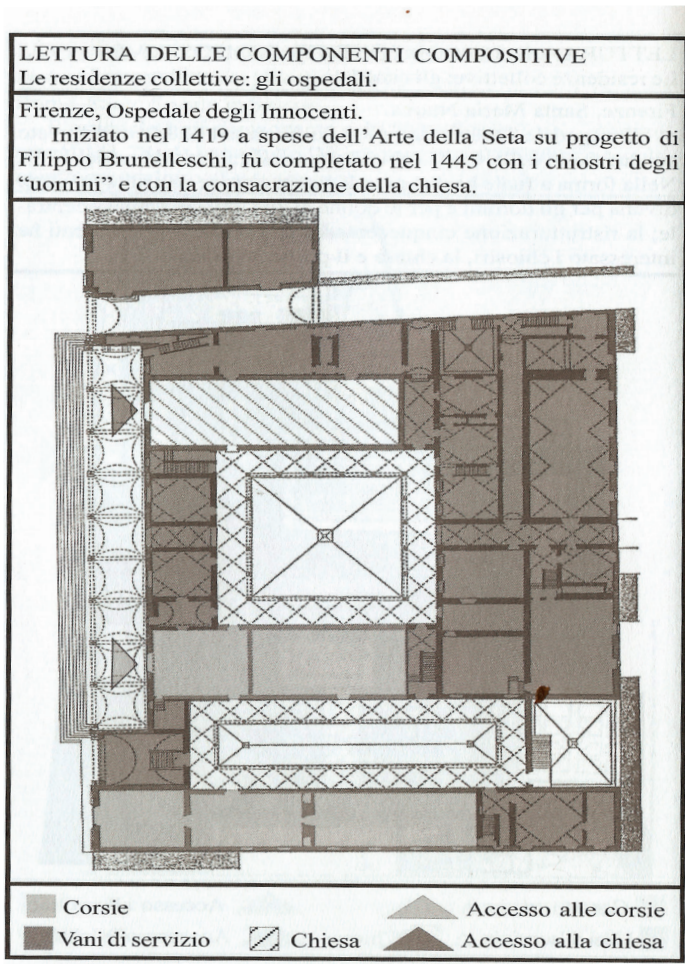 LETTURA DELLE COMPONENTI COMPOSITIVE
Le residenze collettive: gli ospedali.
Firenze, Ospedale degli Innocenti.
Iniziato nel 1419 a spese dell’Arte della Seta su progetto di
Filippo Brunelleschi, fu completato nel 1445 con i chiostri degli
“uomini” e con la consacrazione della chiesa.
Corsie
Accesso alle corsie
Vani di servizio
Chiesa
Accesso alla chiesa